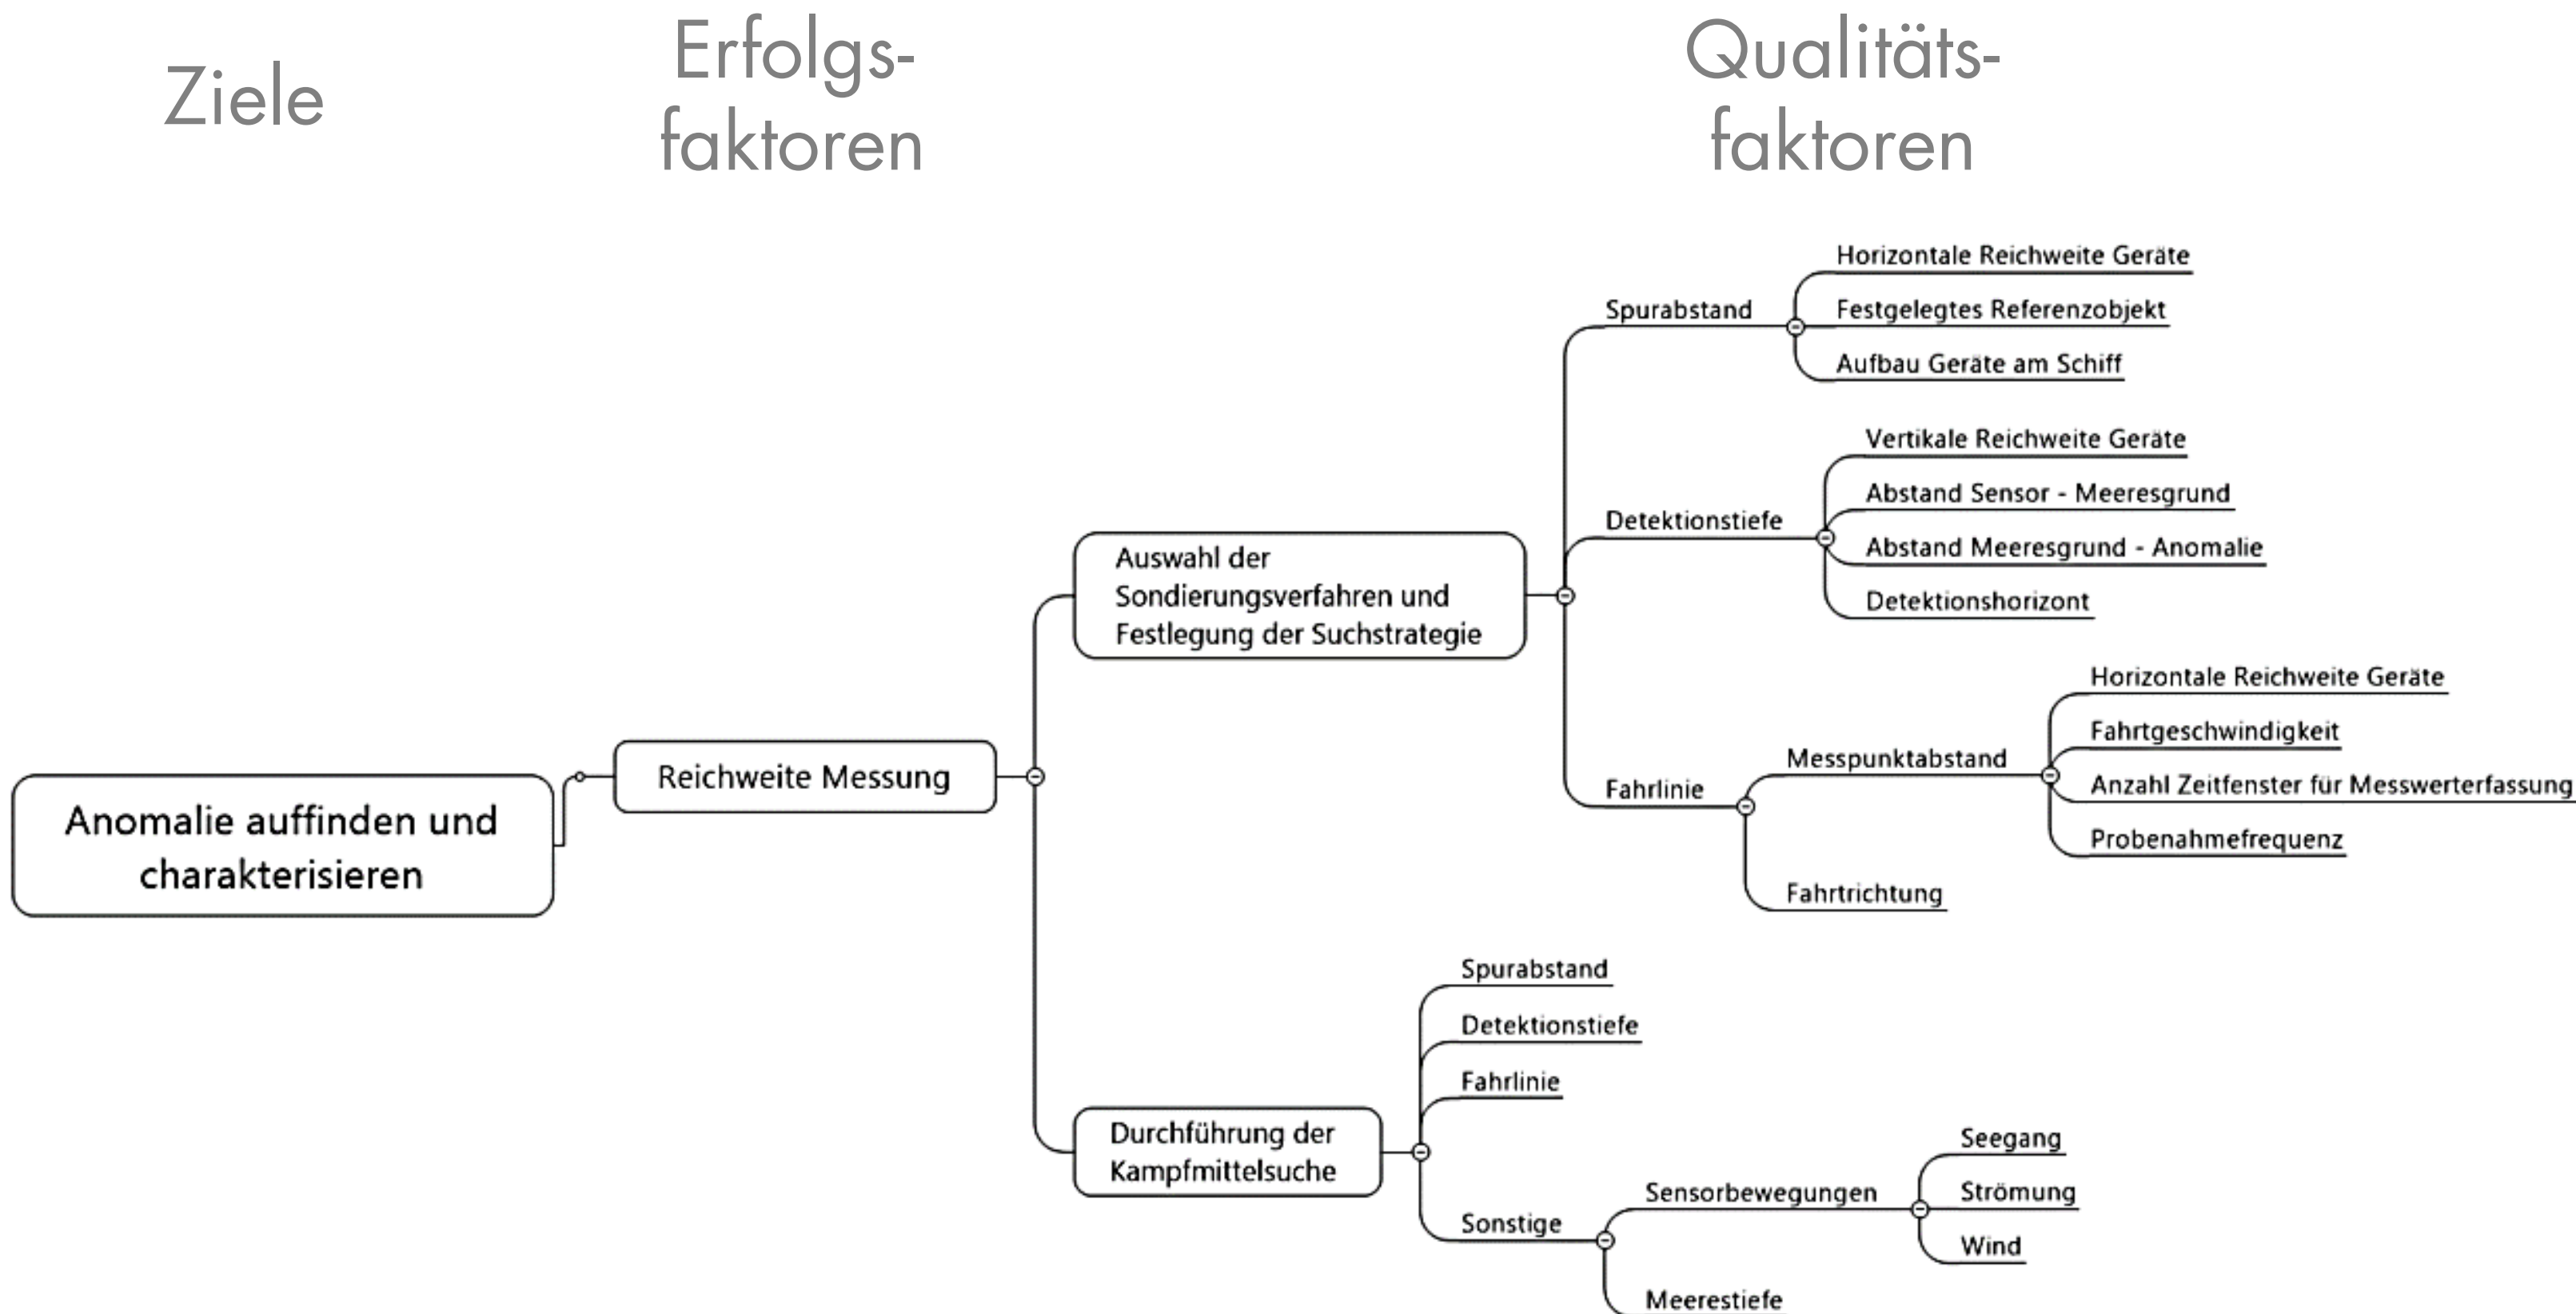 Ziele
Erfolgs-
faktoren
Qualitäts-
faktoren
Anomalie auffinden und
charakterisieren
Reichweite Messung
Auswahl der
Sondierungsverfahren und
Festlegung der Suchstrategie
Spurabstand
Horizontale Reichweite Geräte
Festgelegtes Referenzobjekt
Aufbau Geräte am Schiff
Detektionstiefe
Vertikale Reichweite Geräte
Abstand Sensor - Meeresgrund
Abstand Meeresgrund - Anomalie
Detektionshorizont
Fahrlinie
Messpunktabstand
Horizontale Reichweite Geräte
Fahrtgeschwindigkeit
Anzahl Zeitfenster für Messwerterfassung
Probenahmefrequenz
Fahrtrichtung
Durchführung der
Kampfmittelsuche
Spurabstand
Detektionstiefe
Fahrlinie
Sonstige
Sensorbewegungen
Seegang
Strömung
Wind
Meerestiefe